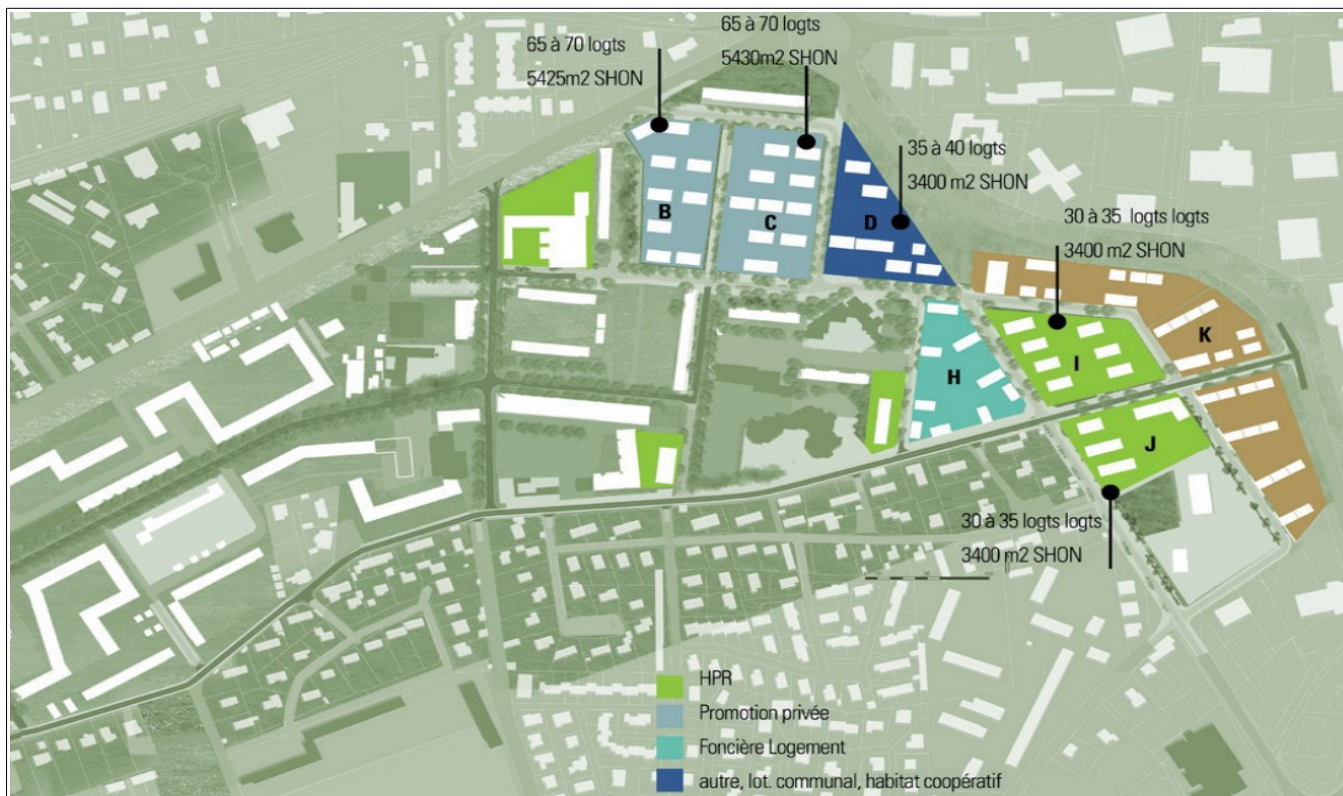 65 à 70 logts
5425m2 SHON
65 à 70 logts
5430m2 SHON
35 à 40 logts
3400 m2 SHON
30 à 35 logts logts
3400 m2 SHON
B
C
D
H
I
K
J
30 à 35 logts logts
3400 m2 SHON
HPR
Promotion privée
Foncière Logement
autre, lot. communal, habitat coopératif